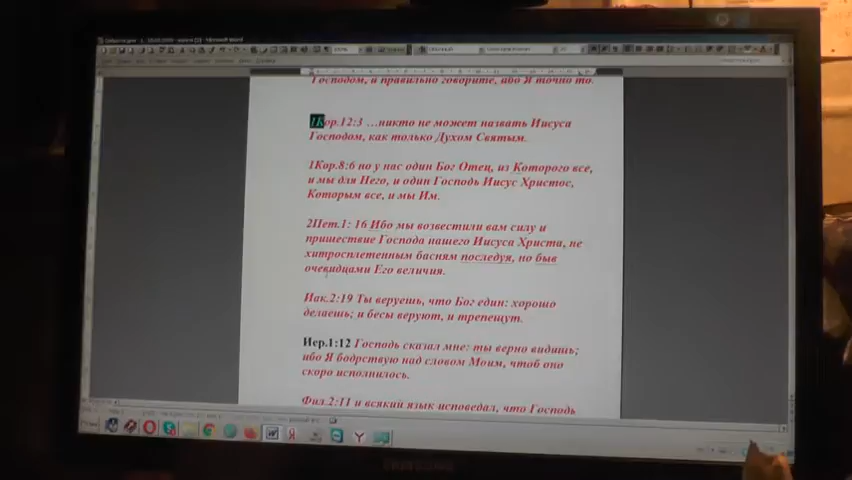 Господом, и правильно говорите, ибо Я точно то.
1Кор.12:3 …никто не может назвать Иисуса
Господом, как только Духом Святым.
1Кор.8:6 но у нас один Бог Отец, из Которого все,
и мы для Него, и один Господь Иисус Христос,
Которым все, и мы Им.
2Пет.1: 16 Ибо мы возвестили вам силу и
пришествие Господа нашего Иисуса Христа, не
хитросплетенным басням последуя, но быв
очевидцами Его величия.
Иак.2:19 Ты веруешь, что Бог един: хорошо
делаешь; и бесы веруют, и трепещут.
Иер.1:12 Господь сказал мне: ты верно видишь;
ибо Я бодрствую над словом Моим, чтоб оно
скоро исполнилось.
Фил.2:11 и всякий язык исповедал, что Господь